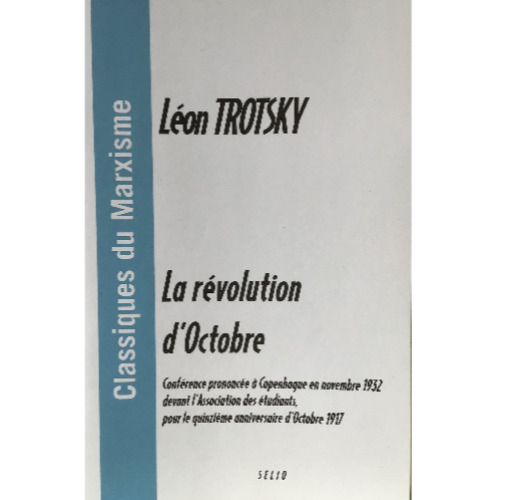 Classiques du Marxisme
Léon TROTSKY
La révolution
d'Octobre
Conférence prononcée à Copenhague en novembre 1932
devant l'Association des étudiants,
pour le quinzième anniversaire d'Octobre 1917
SELIO